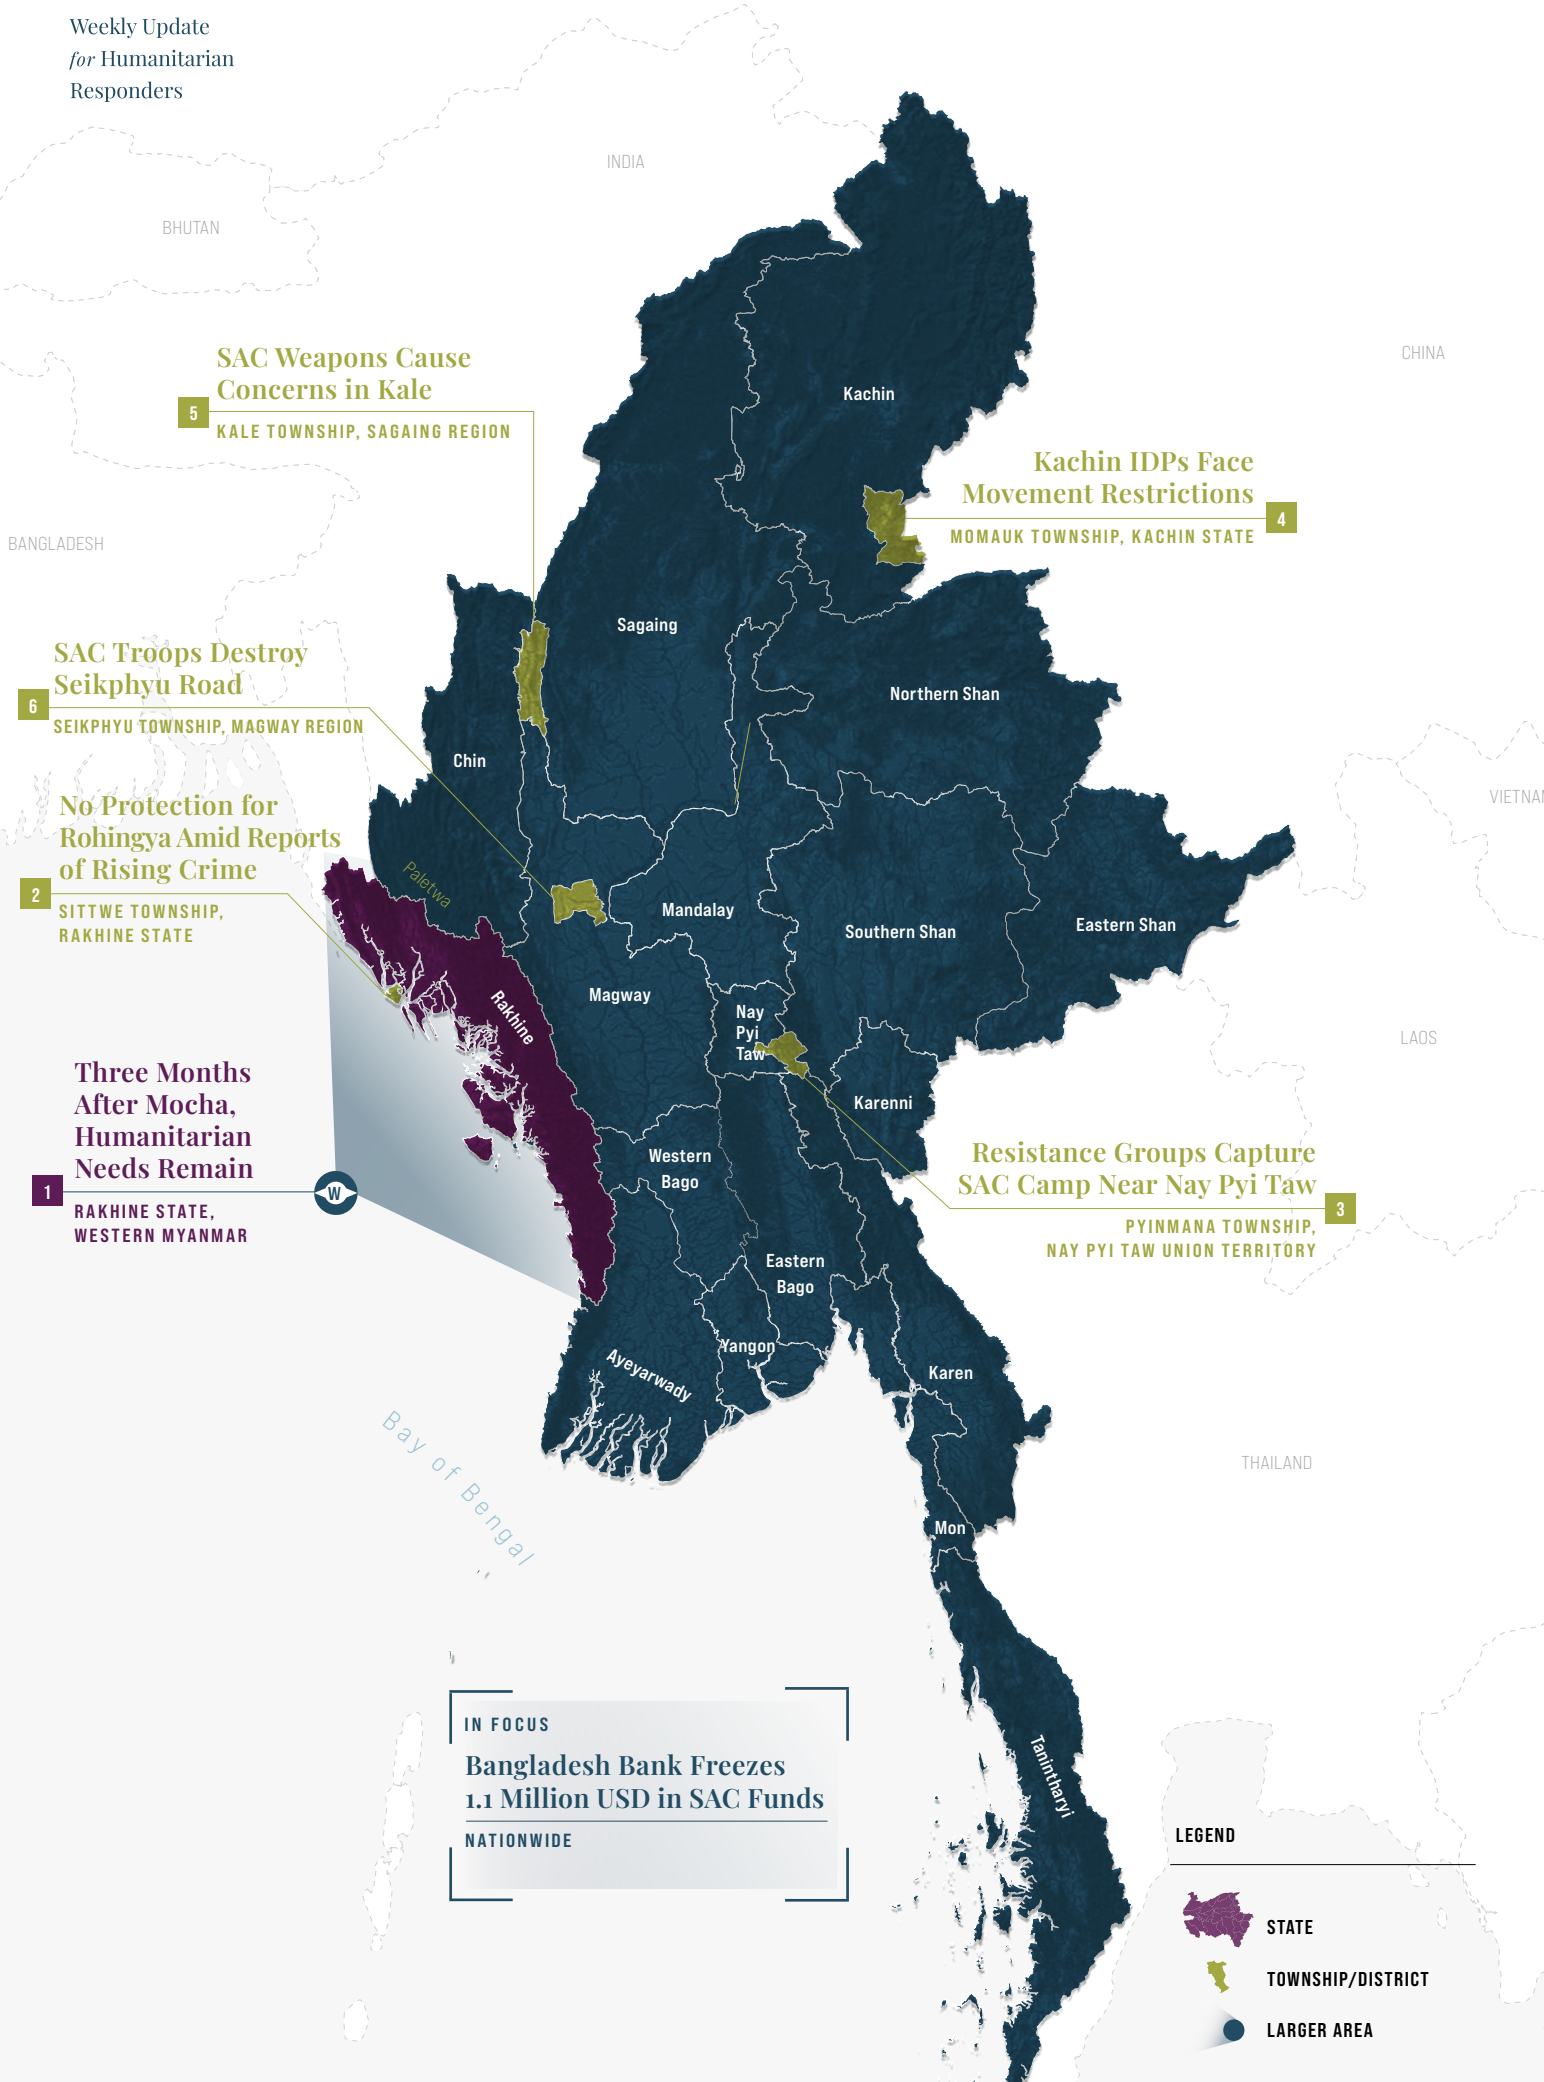 Weekly Update
for Humanitarian
Responders
INDIA
BHUTAN
CHINA
SAC Weapons Cause
Concerns in Kale
5
KALE TOWNSHIP, SAGAING REGION
Kachin
Kachin IDPs Face
Movement Restrictions
4
MOMAUK TOWNSHIP, KACHIN STATE
BANGLADESH
Sagaing
SAC Troops Destroy
Seikphyu Road
6
SEIKPHYU TOWNSHIP, MAGWAY REGION
Northern Shan
Chin
VIETNAM
No Protection for
Rohingya Amid Reports
of Rising Crime
2
SITTWE TOWNSHIP,
RAKHINE STATE
Paletwa
Mandalay
Southern Shan
Eastern Shan
Magway
Rakhine
Nay
Pyi
Taw
LAOS
Three Months
After Mocha,
Humanitarian
Needs Remain
1
W
RAKHINE STATE,
WESTERN MYANMAR
Karenni
Western
Bago
Resistance Groups Capture
SAC Camp Near Nay Pyi Taw
3
PYINMANA TOWNSHIP,
NAY PYI TAW UNION TERRITORY
Eastern
Bago
Yangon
Ayeyarwady
Karen
Bay of Bengal
THAILAND
Mon
IN FOCUS
Bangladesh Bank Freezes
1.1 Million USD in SAC Funds
NATIONWIDE
Tanintharyi
LEGEND
STATE
TOWNSHIP/DISTRICT
LARGER AREA